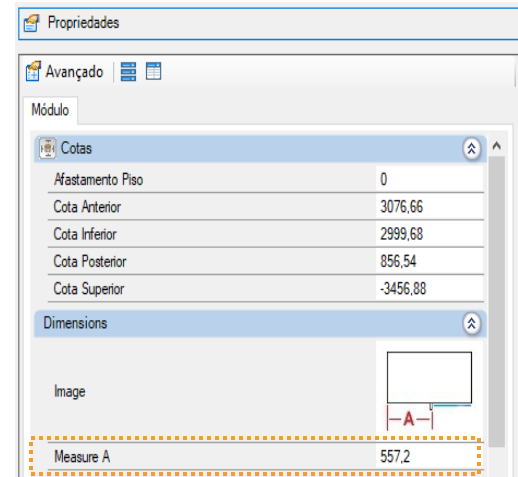 Propriedades
Avançado
Módulo
Cotas
Afastamento Piso 0
Cota Anterior 3076,66
Cota Inferior 2999,68
Cota Posterior 856,54
Cota Superior -3456,88
Dimensions
Image
A
Measure A 557,2